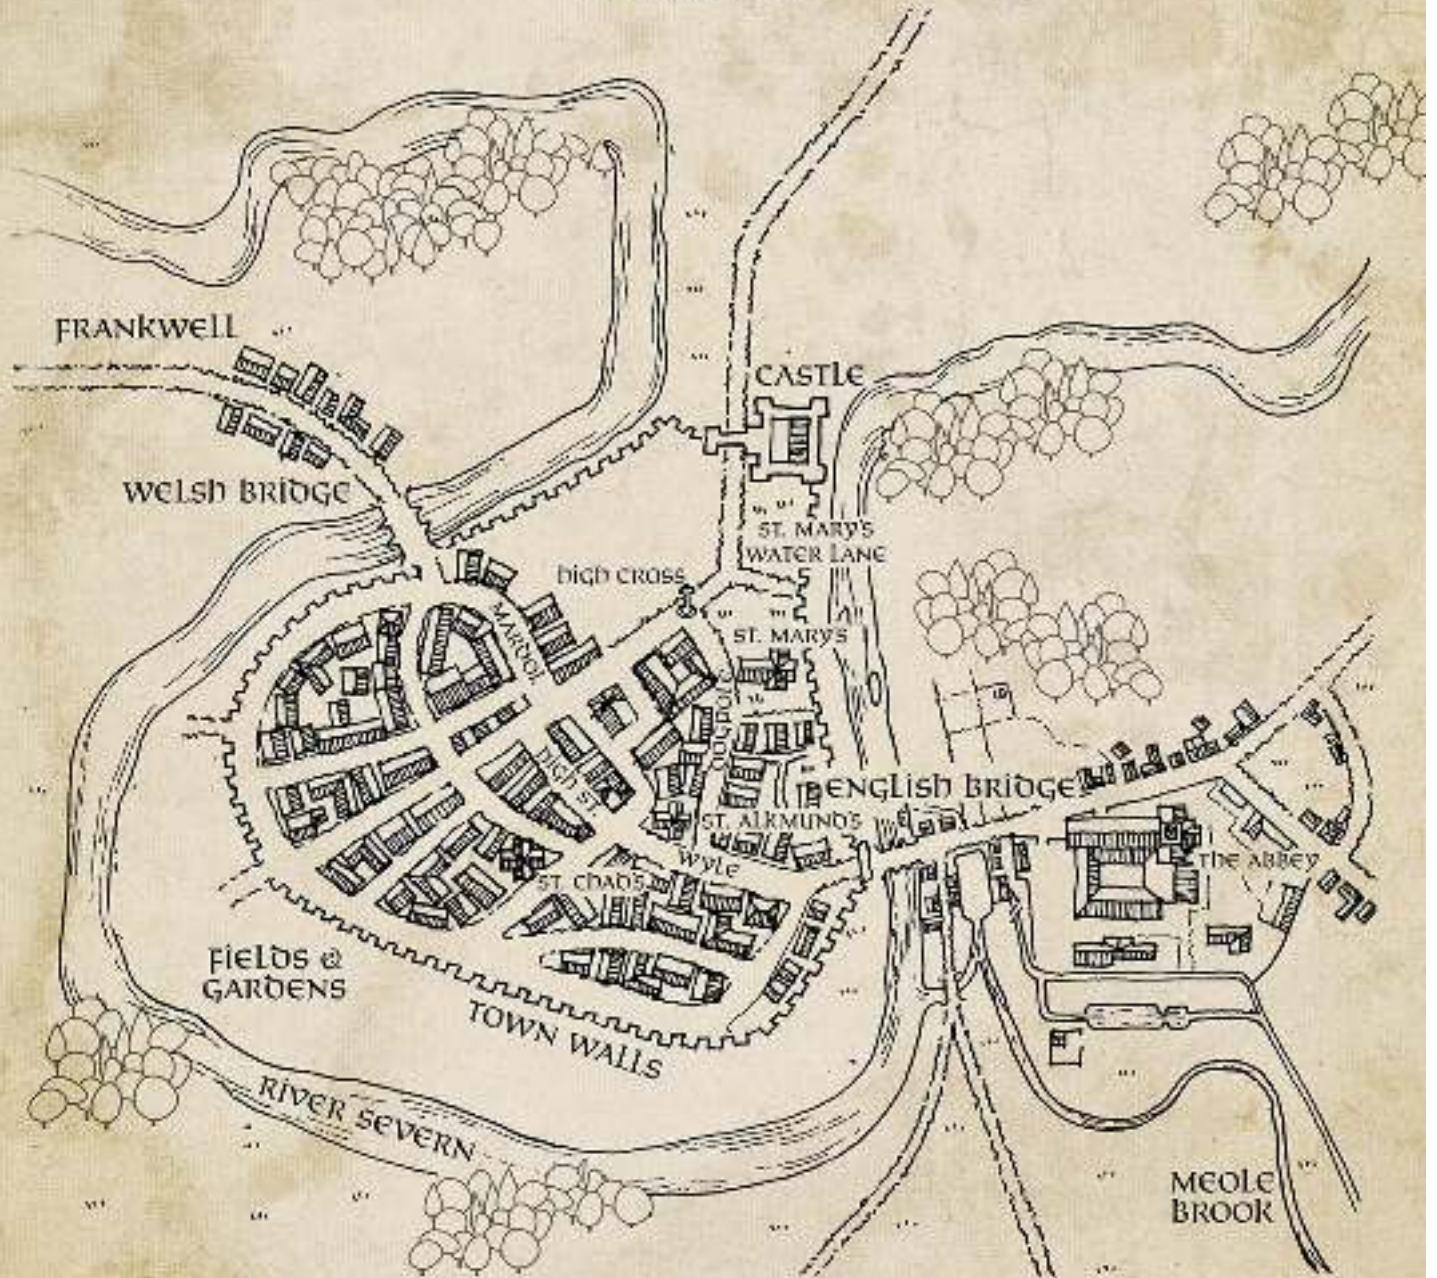 FRANKWELL
CASTLE
WELSH BRIDGE
ST. MARY'S
WATER LANE
HIGH CROSS
MARDOL
ST. MARY'S
HIGH ST.
ENGLISH BRIDGE
ST. ALKMUND'S
WYLE
THE ABBEY
ST. CHAD'S
FIELDS &
GARDENS
TOWN WALLS
RIVER SEVERN
MEOLE
BROOK